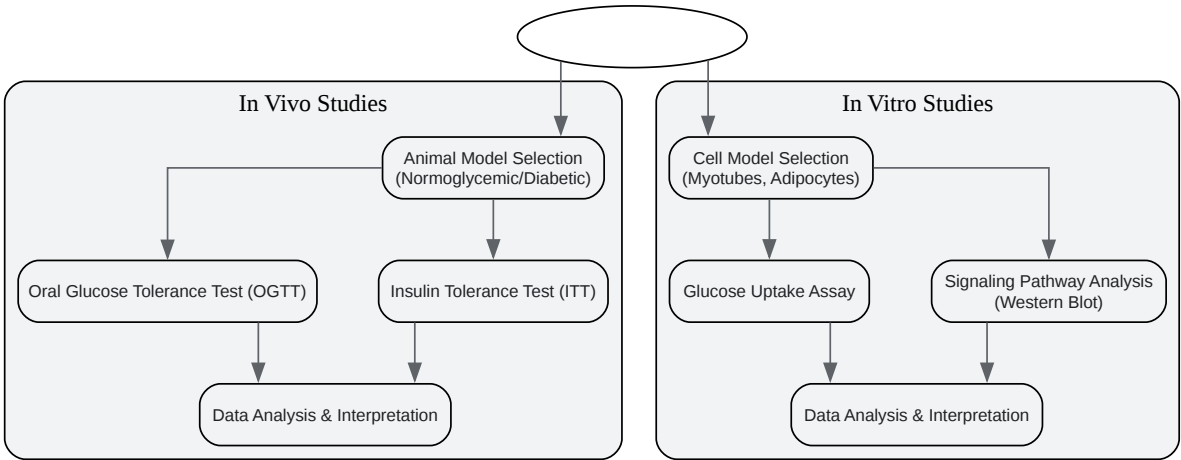 In Vivo Studies
Animal Model Selection
(Normoglycemic/Diabetic)
Oral Glucose Tolerance Test (OGTT)
Insulin Tolerance Test (ITT)
Data Analysis & Interpretation
In Vitro Studies
Cell Model Selection
(Myotubes, Adipocytes)
Glucose Uptake Assay
Signaling Pathway Analysis
(Western Blot)
Data Analysis & Interpretation